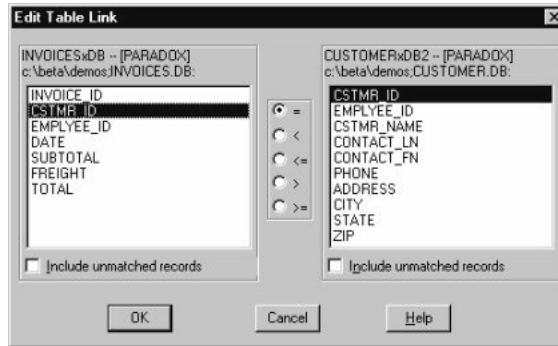 Edit Table Link
INVOICESxDB -- [PARADOX]
c:\beta\demos;INVOICES.DB:
INVOICE_ID
CSTMR_ID
EMPLYEE_ID
DATE
SUBTOTAL
FREIGHT
TOTAL
Include unmatched records
=
<
<=
>
>=
CUSTOMERxDB2 -- [PARADOX]
c:\beta\demos;CUSTOMER.DB:
CSTMR_ID
EMPLYEE_ID
CSTMR_NAME
CONTACT_LN
CONTACT_FN
PHONE
ADDRESS
CITY
STATE
ZIP
Include unmatched records
OK
Cancel
Help